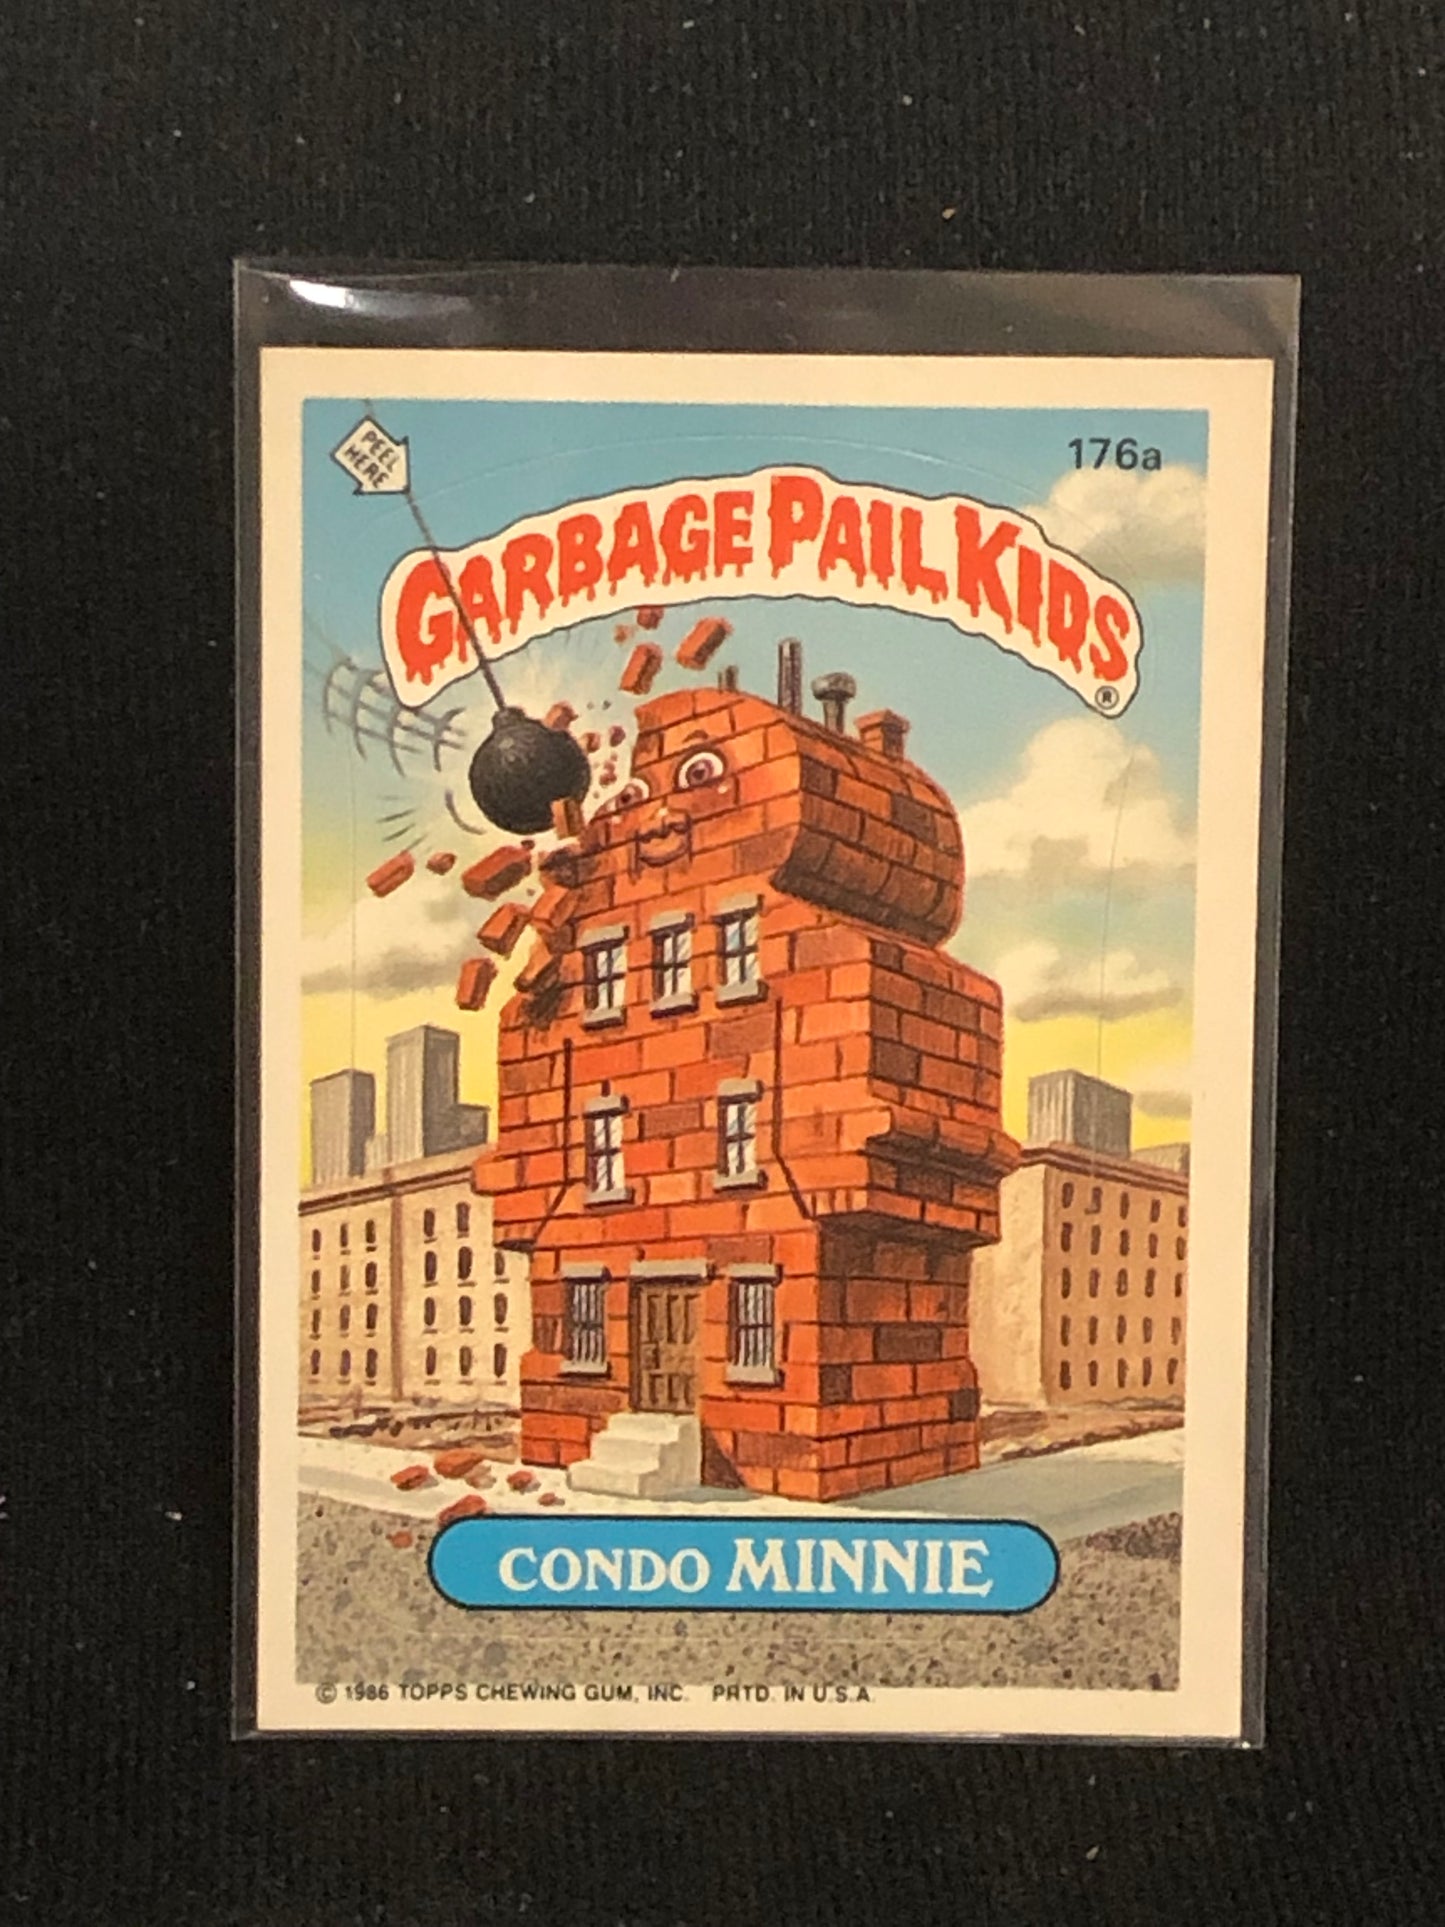 PEEL
HERE
176a
GARBAGE PAIL KIDS
®
CONDO MINNIE
© 1986 TOPPS CHEWING GUM, INC. PRTD. IN U.S.A.